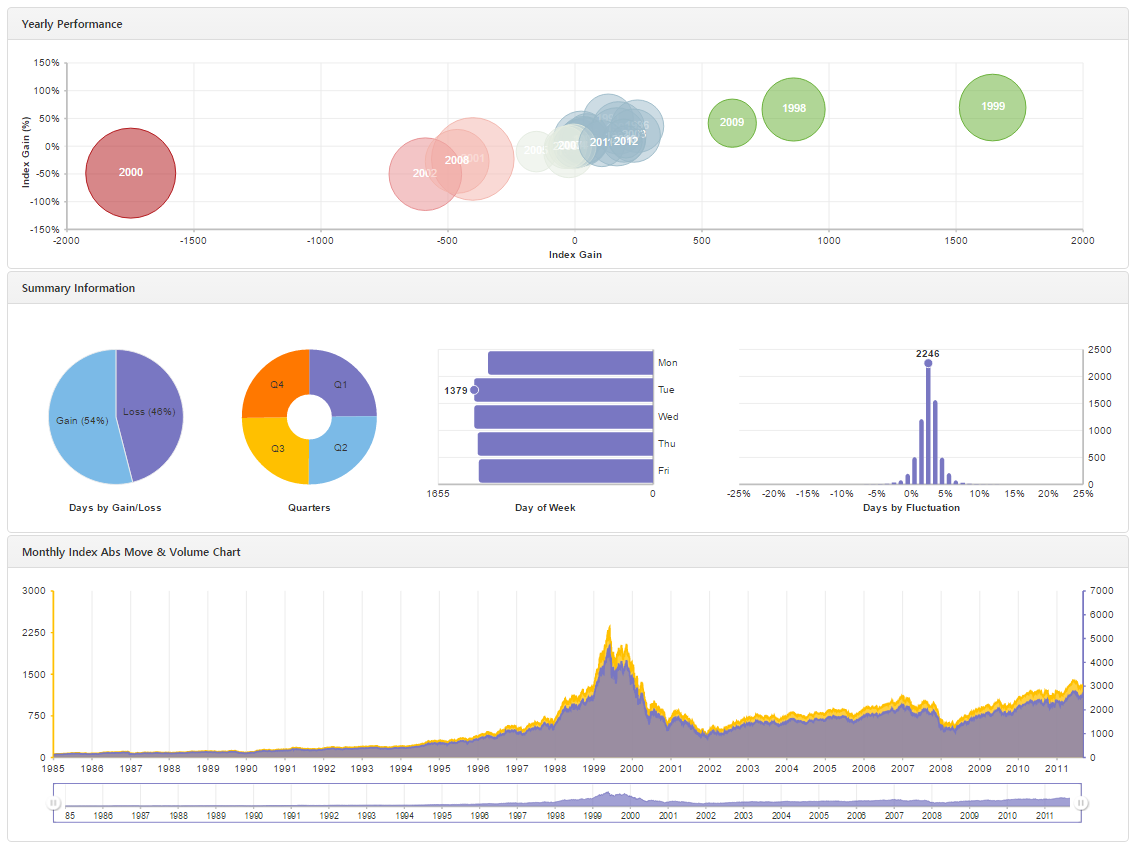 Yearly Performance
150%
100%
50%
0%
-50%
-100%
-150%
Index Gain (%)
2000
2002
2008
2011
2012
2009
1998
1999
-2000 -1500 -1000 -500 0 500 1000 1500 2000
Index Gain
Summary Information
Gain (54%) Loss (46%)
Days by Gain/Loss
Q4 Q1
Q3 Q2
Quarters
Mon
1379 Tue
Wed
Thu
Fri
1655 0
Day of Week
2246
2500
2000
1500
1000
500
0
-25% -20% -15% -10% -5% 0% 5% 10% 15% 20% 25%
Days by Fluctuation
Monthly Index Abs Move & Volume Chart
3000 7000
6000
2250 5000
4000
1500 3000
750 2000
1000
0 0
1985 1986 1987 1988 1989 1990 1991 1992 1993 1994 1995 1996 1997 1998 1999 2000 2001 2002 2003 2004 2005 2006 2007 2008 2009 2010 2011
85 1986 1987 1988 1989 1990 1991 1992 1993 1994 1995 1996 1997 1998 1999 2000 2001 2002 2003 2004 2005 2006 2007 2008 2009 2010 2011